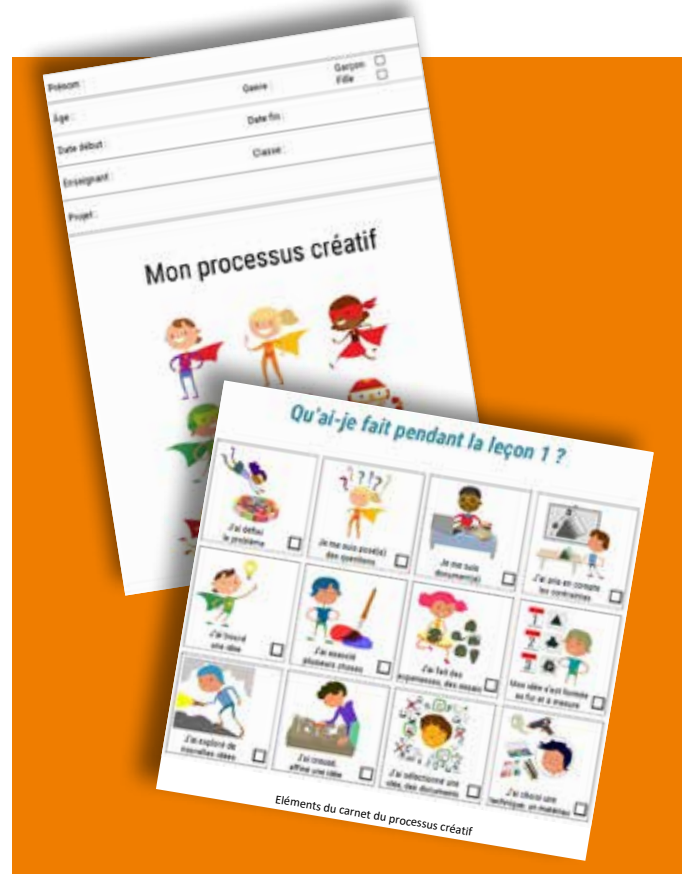 Prénom :
Âge :
Genre :
Garçon
Fille
Date début :
Date fin :
Enseignant :
Classe :
Projet :
Mon processus créatif
Qu'ai-je fait pendant la leçon 1 ?
J'ai défini
le problème
Je me suis posé(e)
des questions
Je me suis
documenté(e)
J'ai pris en compte
les contraintes
J'ai trouvé
une idée
J'ai associé
plusieurs choses
J'ai fait des
expériences, des essais
Mon idée s'est formée
au fur et à mesure
J'ai exploré de
nouvelles idées
J'ai creusé,
affiné une idée
J'ai sélectionné une
idée, des documents
J'ai choisi une
technique, un matériau
Eléments du carnet du processus créatif